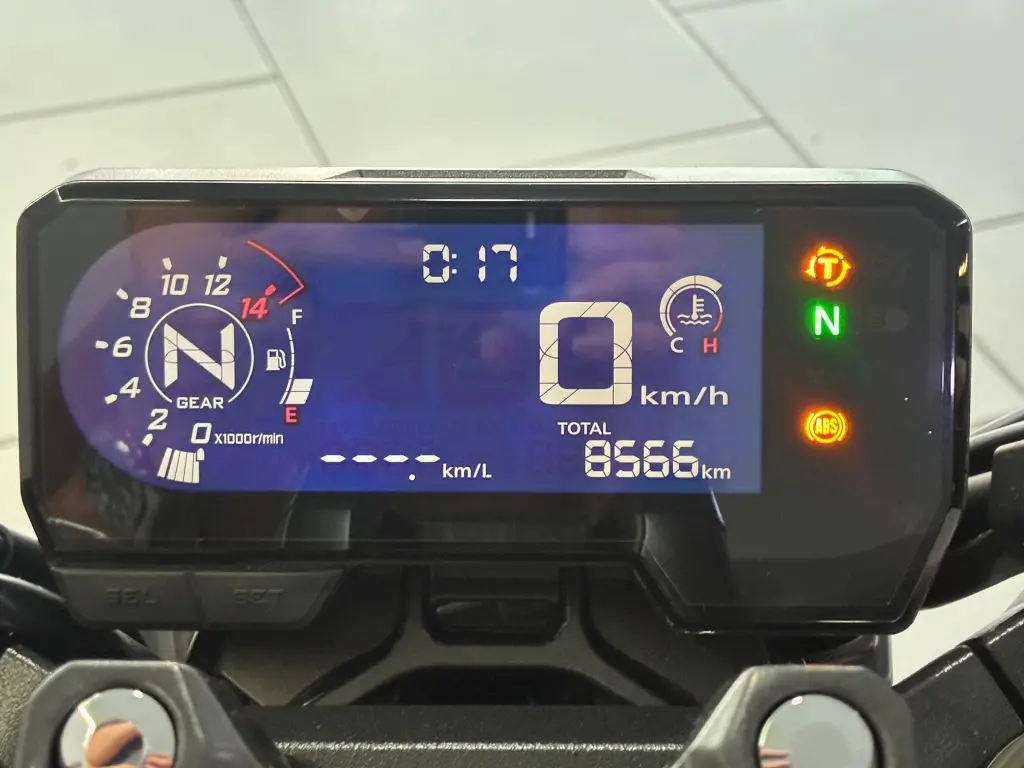 0:17
10 12
8
14
6
4
2
0 x1000r/min
N
GEAR
F
E
0 km/h
C H
TOTAL
8566 km
----.- km/L
T
N
ABS
SEL
SET